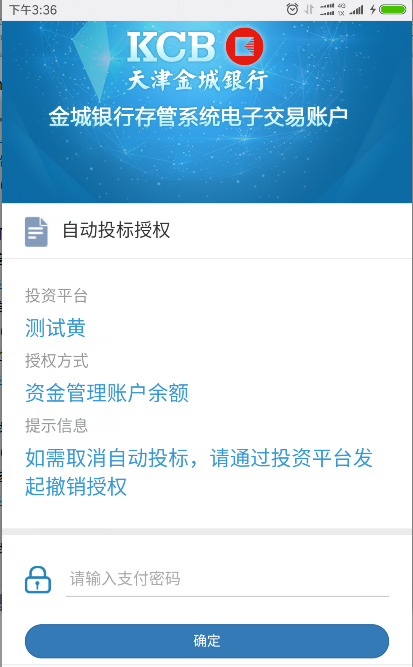 下午3:36
4G
1X
KCB
天津金城銀行
金城银行存管系统电子交易账户
自动投标授权
投资平台
测试黄
授权方式
资金管理账户余额
提示信息
如需取消自动投标，请通过投资平台发
起撤销授权
请输入支付密码
确定